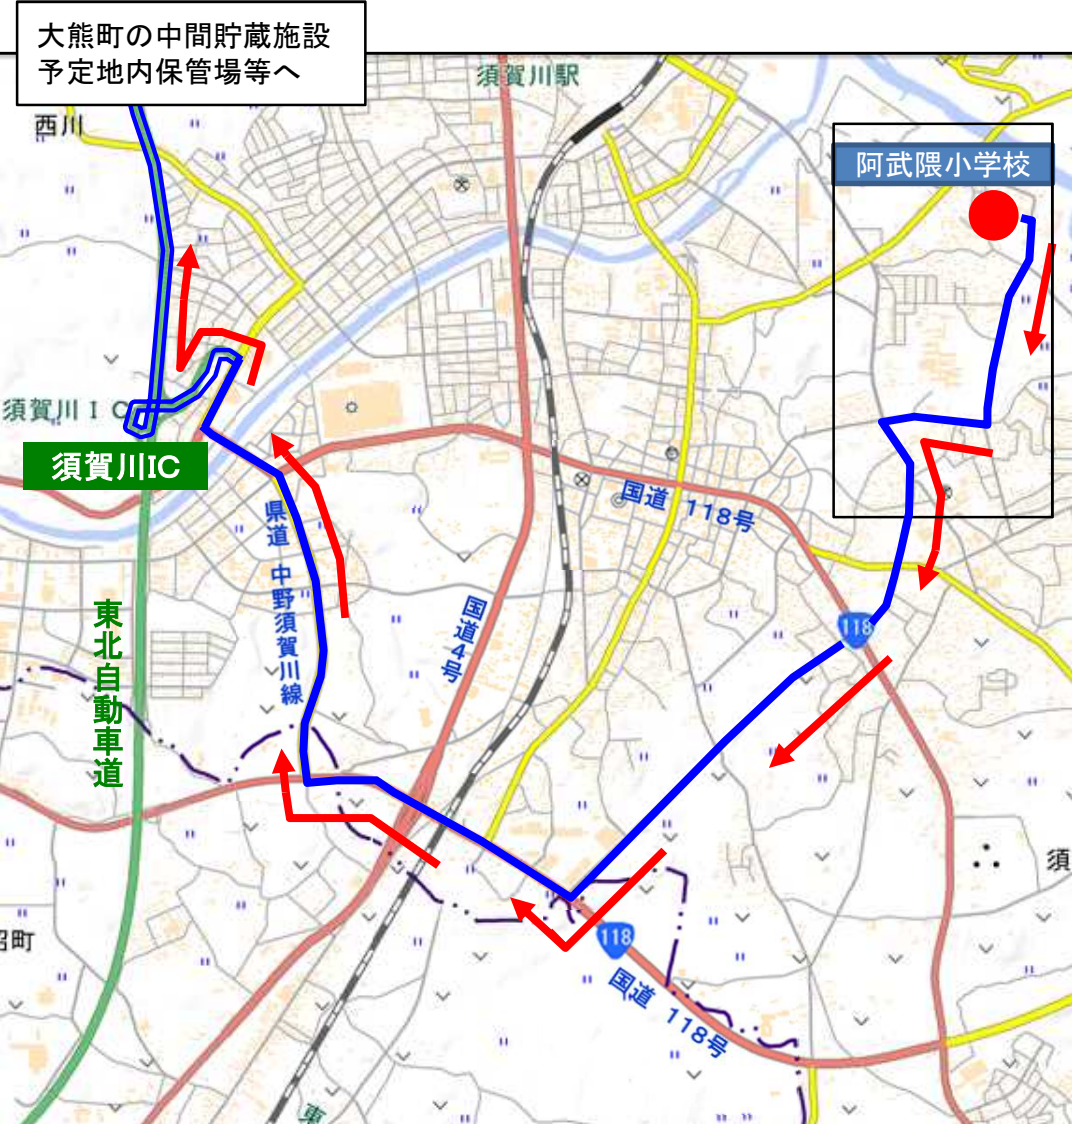 大熊町の中間貯蔵施設
予定地内保管場等へ
須賀川駅
西川
阿武隈小学校
須賀川IC
須賀川IC
国道 118号
県道 中野須賀川線
国道4号
東北自動車道
118
須
118
国道 118号
沼町
東